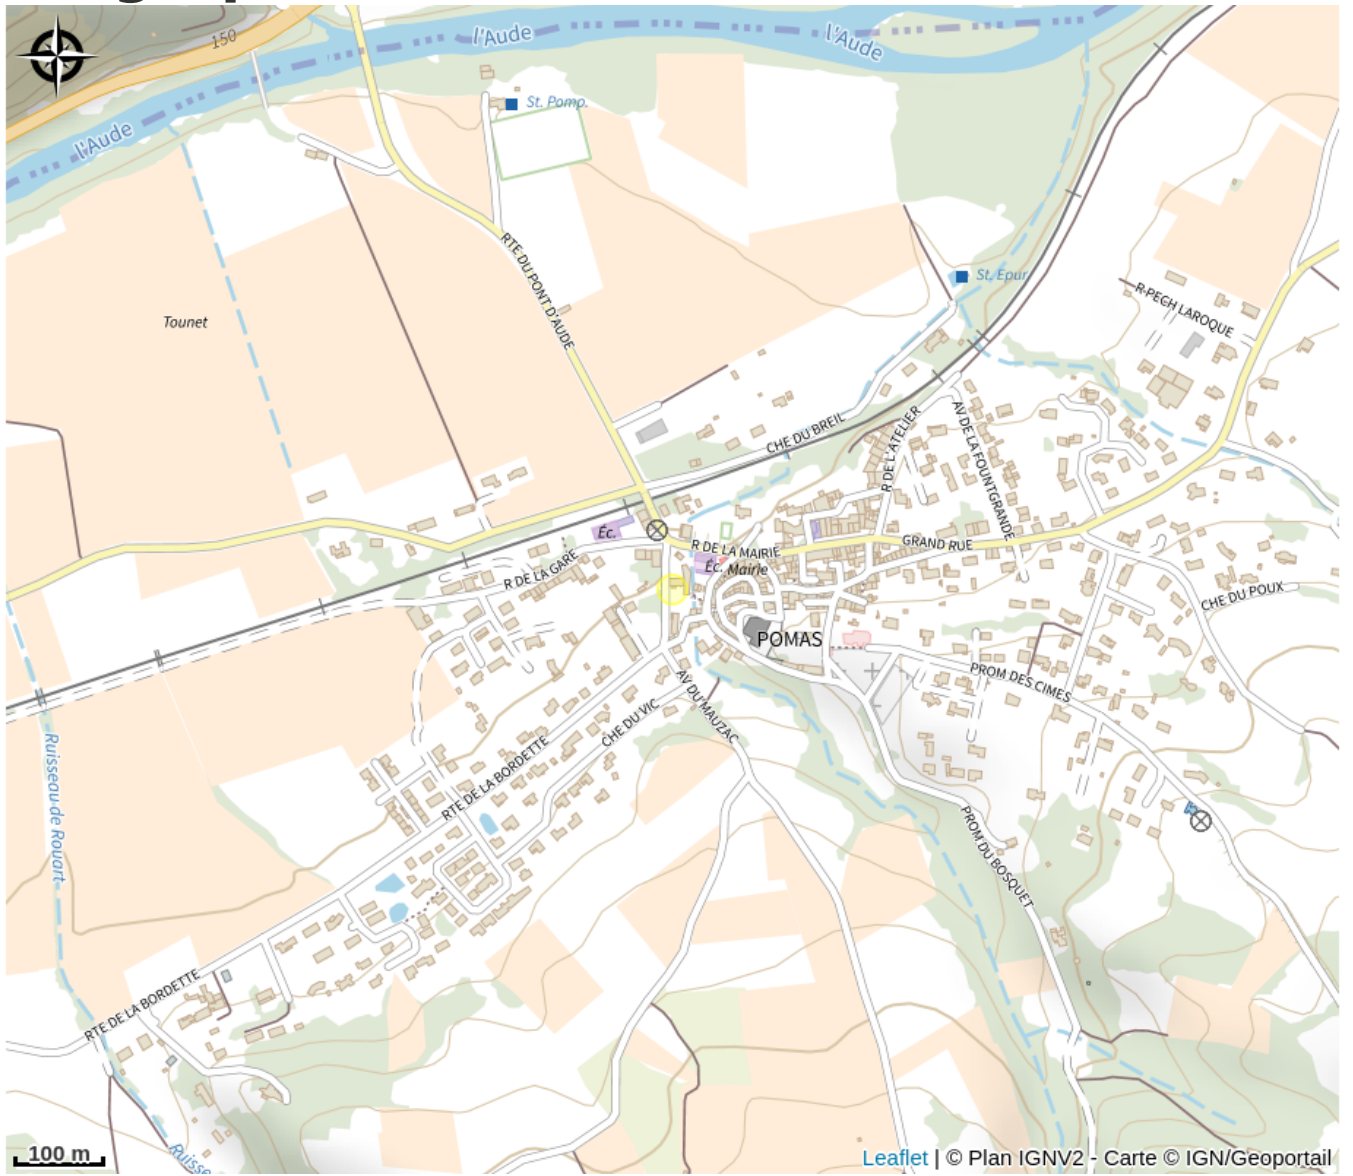 150
l'Aude
l'Aude
l'Aude
St. Pomp.
RTE DU PONT D'AUDE
St. Epur
R PECH LAROQUE
Tounet
CHE DU BREIL
R DE L'ATELIER
AV DE LA FOUNTGRANDE
Éc.
R DE LA MAIRIE
GRAND RUE
R DE LA GARE
Éc. Mairie
CHE DU POUX
POMAS
PROM DES CIMES
AV DU MAUZAC
CHE DU VIC
RTE DE LA BORDETTE
Ruisseau de Rouart
PROM DU BOSQUET
RTE DE LA BORDETTE
Ruisse
100 m
Leaflet | © Plan IGNV2 - Carte © IGN/Geoportail